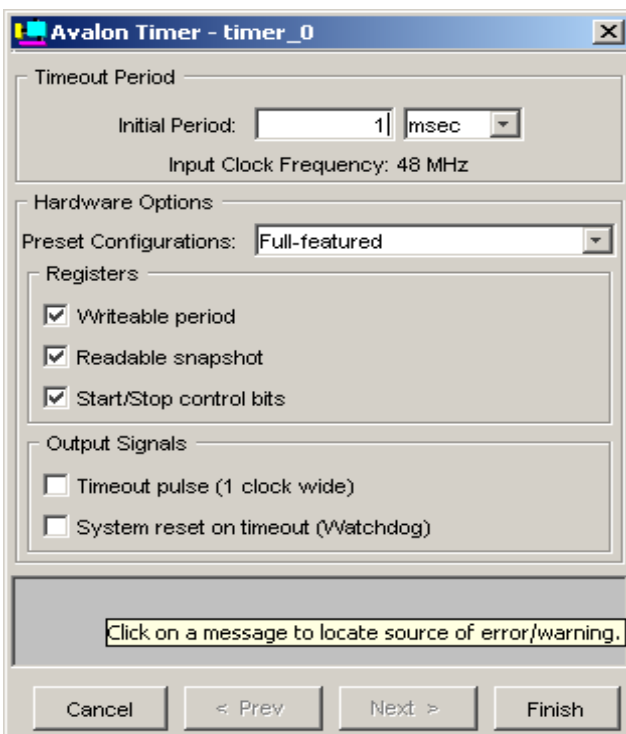 Avalon Timer - timer_0
Timeout Period
Initial Period: 1 msec
Input Clock Frequency: 48 MHz
Hardware Options
Preset Configurations: Full-featured
Registers
Writeable period
Readable snapshot
Start/Stop control bits
Output Signals
Timeout pulse (1 clock wide)
System reset on timeout (Watchdog)
Click on a message to locate source of error/warning.
Cancel < Prev Next > Finish